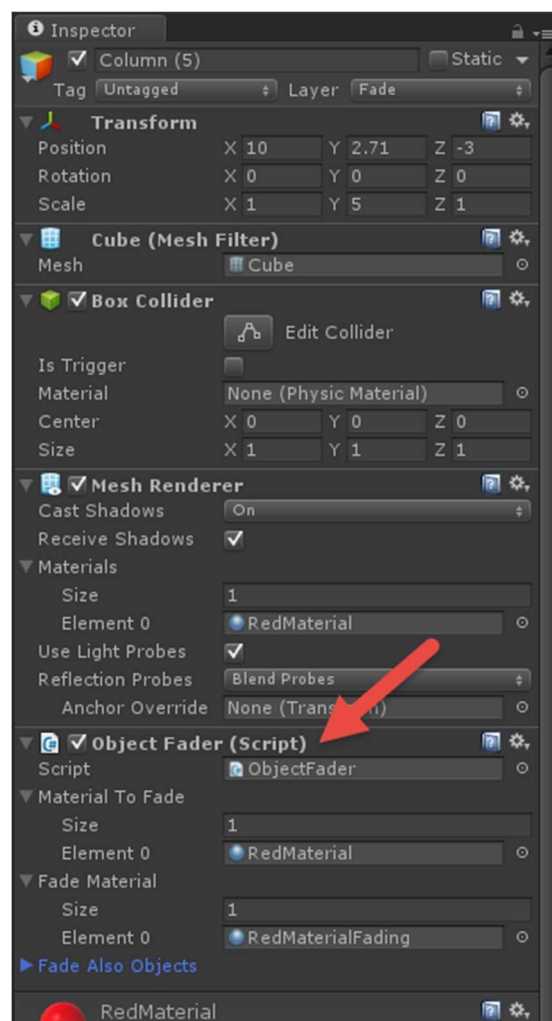 Inspector
Column (5) Static
Tag Untagged Layer Fade
Transform
Position X 10 Y 2.71 Z -3
Rotation X 0 Y 0 Z 0
Scale X 1 Y 5 Z 1
Cube (Mesh Filter)
Mesh Cube
Box Collider
Edit Collider
Is Trigger
Material None (Physic Material)
Center X 0 Y 0 Z 0
Size X 1 Y 1 Z 1
Mesh Renderer
Cast Shadows On
Receive Shadows
Materials
Size 1
Element 0 RedMaterial
Use Light Probes
Reflection Probes Blend Probes
Anchor Override None
Object Fader (Script)
Script ObjectFader
Material To Fade
Size 1
Element 0 RedMaterial
Fade Material
Size 1
Element 0 RedMaterialFading
Fade Also Objects
RedMaterial